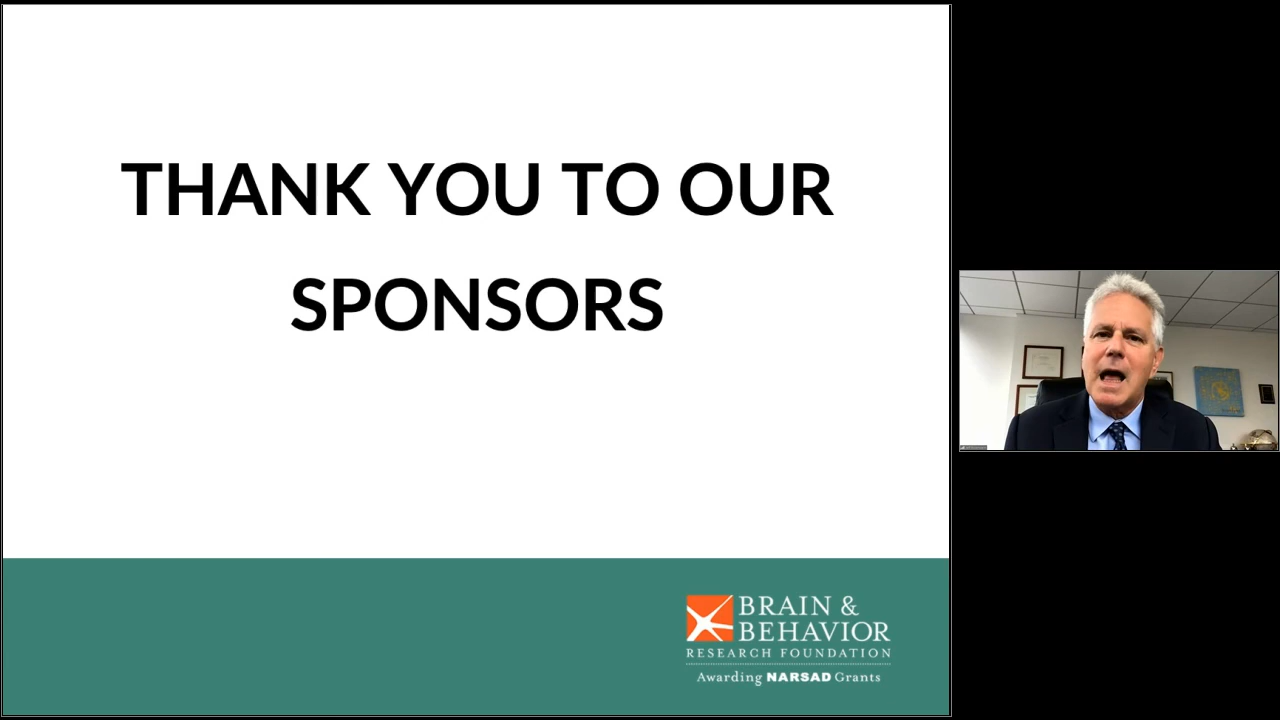 THANK YOU TO OUR
SPONSORS
BRAIN &
BEHAVIOR
RESEARCH FOUNDATION
Awarding NARSAD Grants